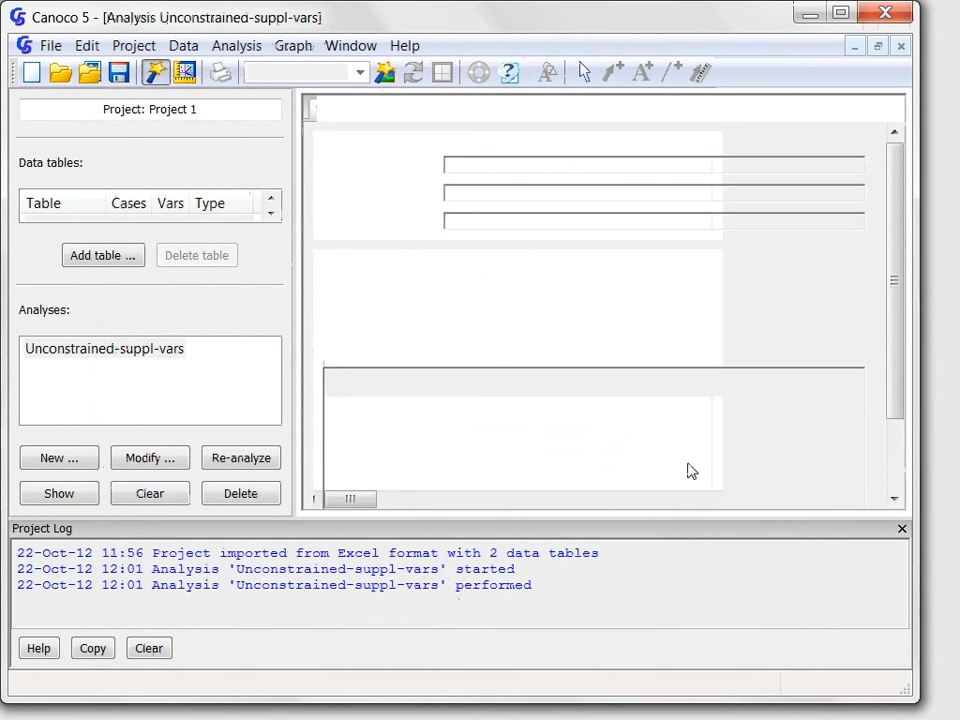 Canoco 5 - [Analysis Unconstrained-suppl-vars]
File Edit Project Data Analysis Graph Window Help
Project: Project 1
Data tables:
Table Cases Vars Type
Add table ... Delete table
Analyses:
Unconstrained-suppl-vars
New ... Modify ... Re-analyze
Show Clear Delete
Project Log
22-Oct-12 11:56 Project imported from Excel format with 2 data tables
22-Oct-12 12:01 Analysis 'Unconstrained-suppl-vars' started
22-Oct-12 12:01 Analysis 'Unconstrained-suppl-vars' performed
Help Copy Clear